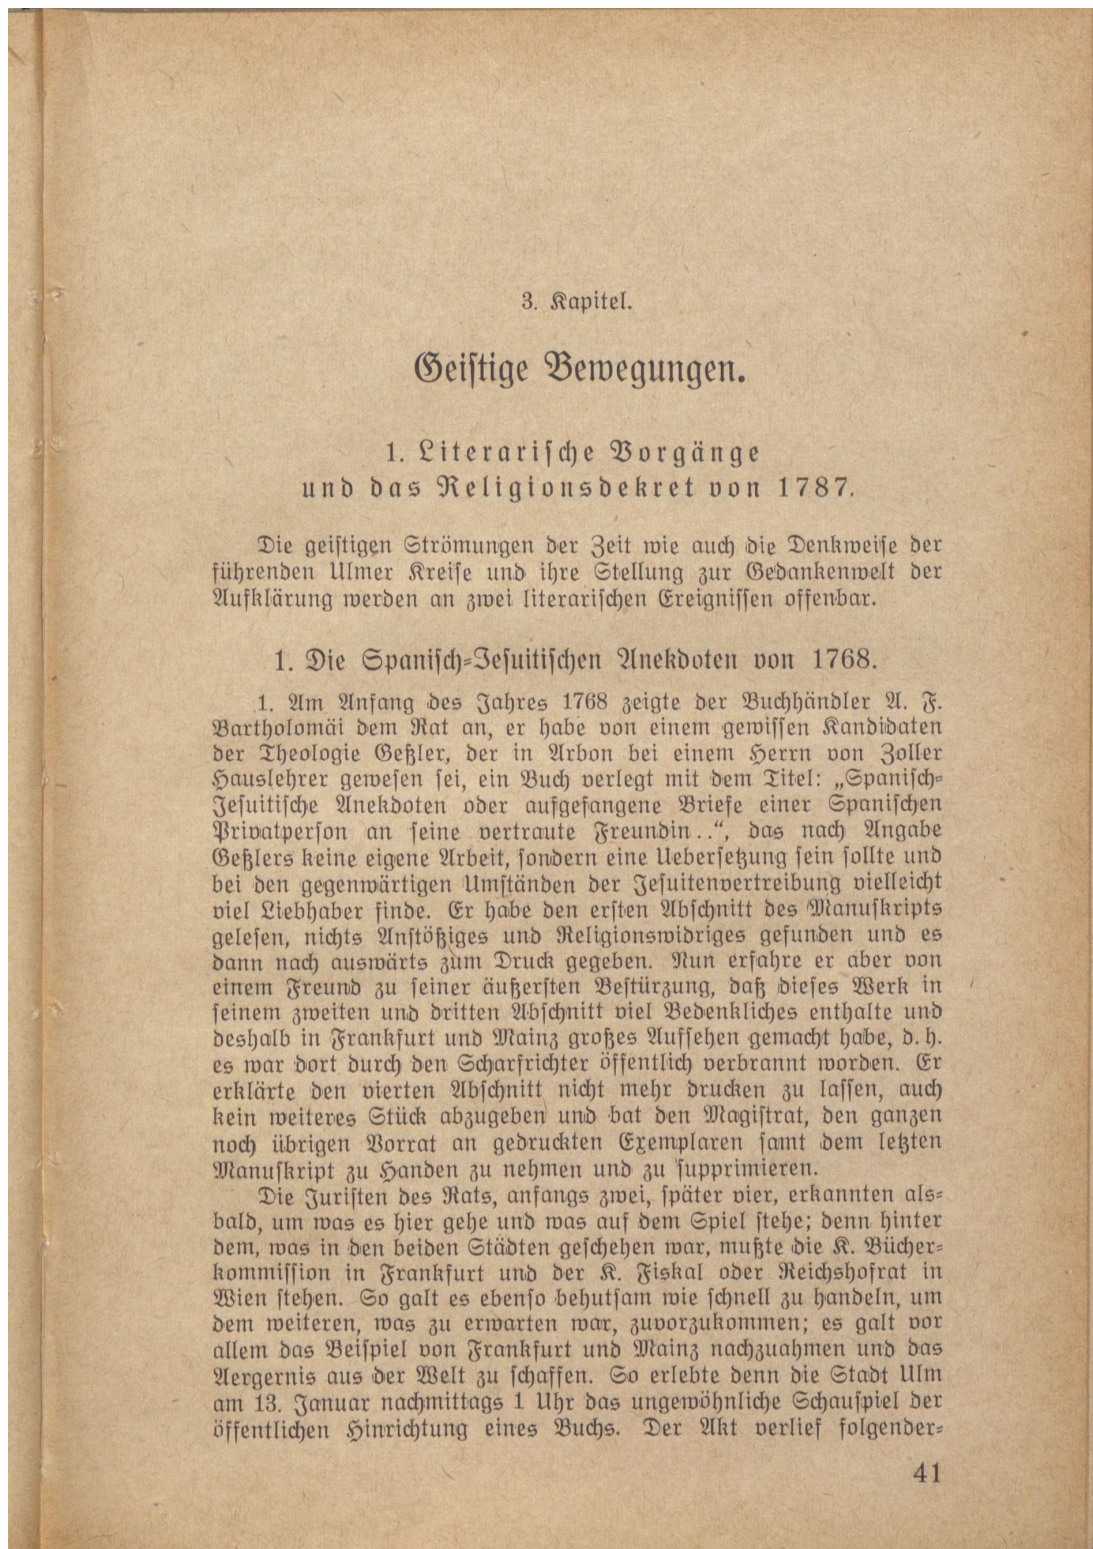 3. Kapitel.
Geistige Bewegungen.
1. Literarische Vorgänge
und das Religionsdekret von 1787.
Die geistigen Strömungen der Zeit wie auch die Denkweise der
führenden Ulmer Kreise und ihre Stellung zur Gedankenwelt der
Aufklärung werden an zwei literarischen Ereignissen offenbar.
1. Die Spanisch-Jesuitischen Anekdoten von 1768.
1. Am Anfang des Jahres 1768 zeigte der Buchhändler A. F.
Bartholomäi dem Rat an, er habe von einem gewissen Kandidaten
der Theologie Geßler, der in Arbon bei einem Herrn von Zoller
Hauslehrer gewesen sei, ein Buch verlegt mit dem Titel: „Spanisch-
Jesuitische Anekdoten oder aufgefangene Briefe einer Spanischen
Privatperson an seine vertraute Freundin..“, das nach Angabe
Geßlers keine eigene Arbeit, sondern eine Uebersetzung sein sollte und
bei den gegenwärtigen Umständen der Jesuitenvertreibung vielleicht
viel Liebhaber finde. Er habe den ersten Abschnitt des Manuskripts
gelesen, nichts Anstößiges und Religionswidriges gefunden und es
dann nach auswärts zum Druck gegeben. Nun erfahre er aber von
einem Freund zu seiner äußersten Bestürzung, daß dieses Werk in
seinem zweiten und dritten Abschnitt viel Bedenkliches enthalte und
deshalb in Frankfurt und Mainz großes Aufsehen gemacht habe, d. h.
es war dort durch den Scharfrichter öffentlich verbrannt worden. Er
erklärte den vierten Abschnitt nicht mehr drucken zu lassen, auch
kein weiteres Stück abzugeben und bat den Magistrat, den ganzen
noch übrigen Vorrat an gedruckten Exemplaren samt dem letzten
Manuskript zu Handen zu nehmen und zu supprimieren.
Die Juristen des Rats, anfangs zwei, später vier, erkannten als-
bald, um was es hier gehe und was auf dem Spiel stehe; denn hinter
dem, was in den beiden Städten geschehen war, mußte die K. Bücher-
kommission in Frankfurt und der K. Fiskal oder Reichshofrat in
Wien stehen. So galt es ebenso behutsam wie schnell zu handeln, um
dem weiteren, was zu erwarten war, zuvorzukommen; es galt vor
allem das Beispiel von Frankfurt und Mainz nachzuahmen und das
Aergernis aus der Welt zu schaffen. So erlebte denn die Stadt Ulm
am 13. Januar nachmittags 1 Uhr das ungewöhnliche Schauspiel der
öffentlichen Hinrichtung eines Buchs. Der Akt verlief folgender-
41